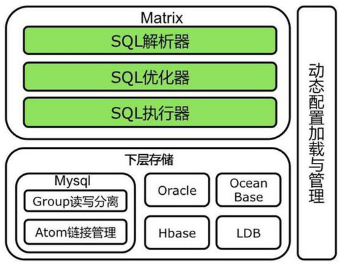 Matrix
SQL解析器
SQL优化器
SQL执行器
下层存储
Mysql
Group读写分离
Atom链接管理
Oracle
Ocean
Base
Hbase
LDB
动态配置加载与管理